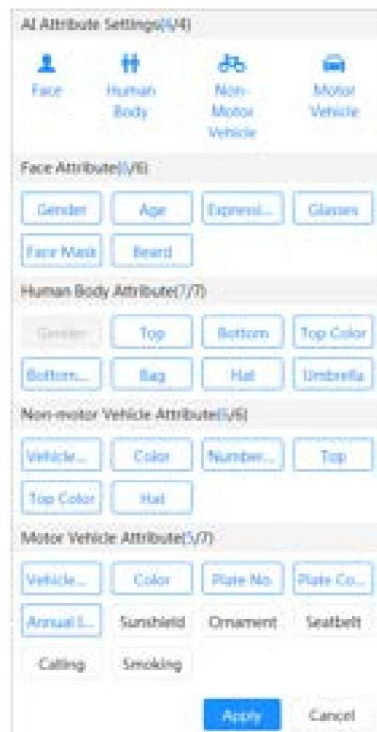 AI Attribute Settings(4/4)
Face Human Non- Motor
Body Motor Vehicle
Vehicle
Face Attribute(6/6)
Gender Age Expressi... Glasses
Face Mask Beard
Human Body Attribute(7/7)
Gender Top Bottom Top Color
Bottom... Bag Hat Umbrella
Non-motor Vehicle Attribute(6/6)
Vehicle... Color Number... Top
Top Color Hat
Motor Vehicle Attribute(5/7)
Vehicle... Color Plate No. Plate Co...
Annual I... Sunshield Ornament Seatbelt
Calling Smoking
Apply Cancel